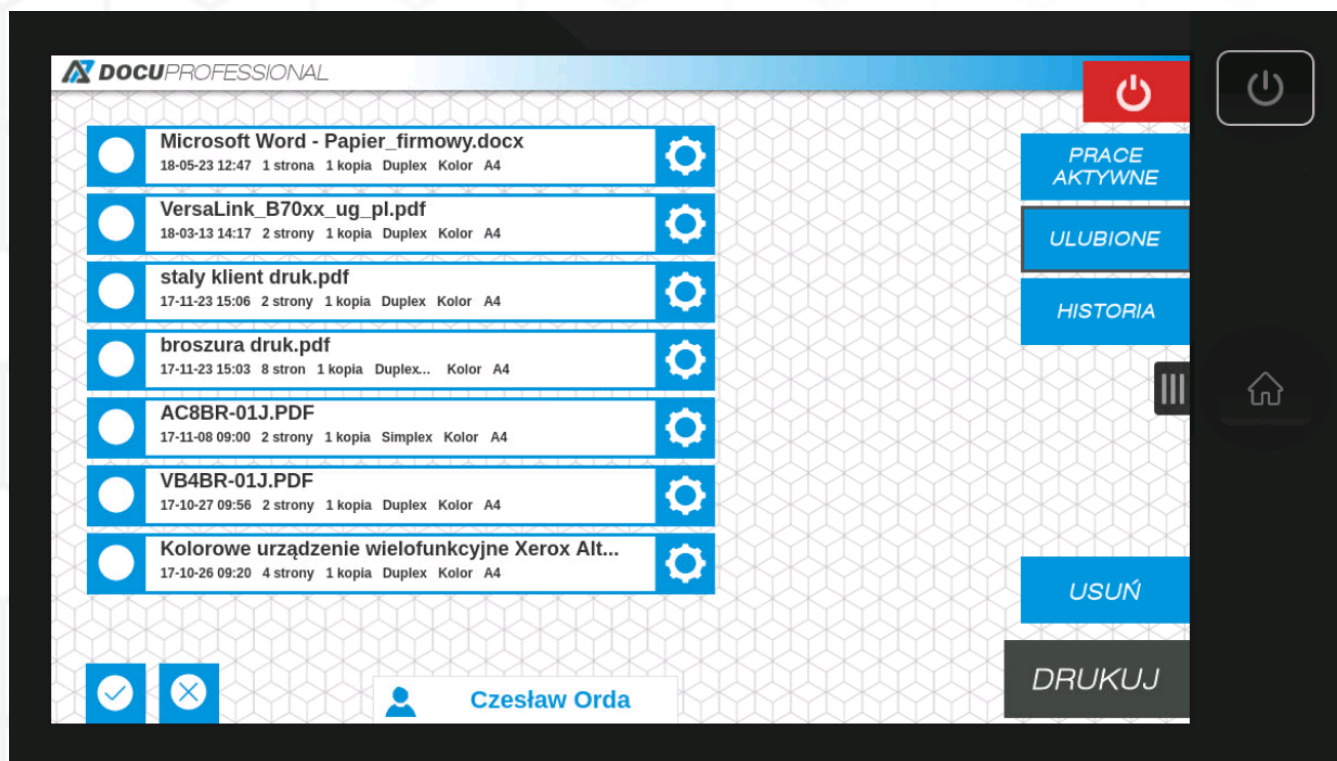 DOCUPROFESSIONAL
Microsoft Word - Papier_firmowy.docx
18-05-23 12:47 1 strona 1 kopia Duplex Kolor A4
VersaLink_B70xx_ug_pl.pdf
18-03-13 14:17 2 strony 1 kopia Duplex Kolor A4
staly klient druk.pdf
17-11-23 15:06 2 strony 1 kopia Duplex Kolor A4
broszura druk.pdf
17-11-23 15:03 8 stron 1 kopia Duplex... Kolor A4
AC8BR-01J.PDF
17-11-08 09:00 2 strony 1 kopia Simplex Kolor A4
VB4BR-01J.PDF
17-10-27 09:56 2 strony 1 kopia Duplex Kolor A4
Kolorowe urządzenie wielofunkcyjne Xerox Alt...
17-10-26 09:20 4 strony 1 kopia Duplex Kolor A4
Czesław Orda
PRACE
AKTYWNE
ULUBIONE
HISTORIA
USUŃ
DRUKUJ